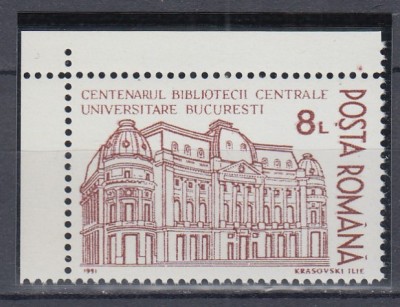 CENTENARUL BIBLIOTECII CENTRALE
UNIVERSITARE BUCUREȘTI
8L
POȘTA ROMÂNĂ
1991
KRASOVSKI ILIE